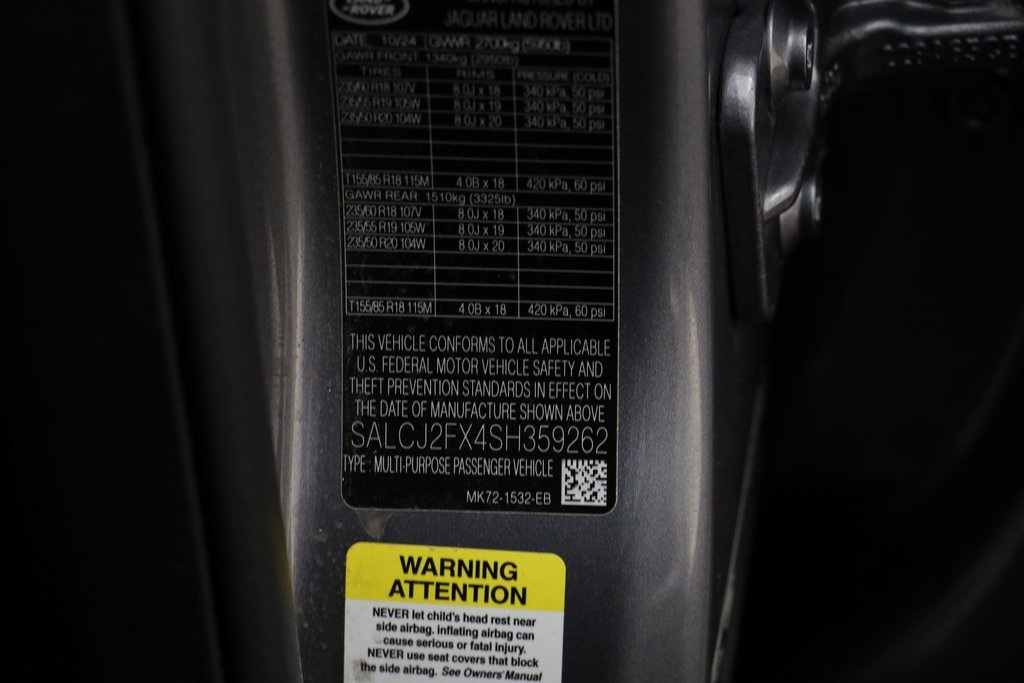 LAND-
ROVER
MANUFACTURED BY
JAGUAR LAND ROVER LTD
DATE 10/24 GVWR 2700kg (5950lb)
GAWR FRONT 1340kg (2950lb)
TIRES RIMS PRESSURE (COLD)
235/60 R18 107V 8.0J x 18 340 kPa, 50 psi
235/55 R19 105W 8.0J x 19 340 kPa, 50 psi
235/50 R20 104W 8.0J x 20 340 kPa, 50 psi
T155/85 R18 115M 4.0B x 18 420 kPa, 60 psi
GAWR REAR 1510kg (3325lb)
235/60 R18 107V 8.0J x 18 340 kPa, 50 psi
235/55 R19 105W 8.0J x 19 340 kPa, 50 psi
235/50 R20 104W 8.0J x 20 340 kPa, 50 psi
T155/85 R18 115M 4.0B x 18 420 kPa, 60 psi
THIS VEHICLE CONFORMS TO ALL APPLICABLE
U.S. FEDERAL MOTOR VEHICLE SAFETY AND
THEFT PREVENTION STANDARDS IN EFFECT ON
THE DATE OF MANUFACTURE SHOWN ABOVE
SALCJ2FX4SH359262
TYPE : MULTI-PURPOSE PASSENGER VEHICLE
MK72-1532-EB
WARNING
ATTENTION
NEVER let child's head rest near
side airbag. inflating airbag can
cause serious or fatal injury.
NEVER use seat covers that block
the side airbag. See Owners' Manual